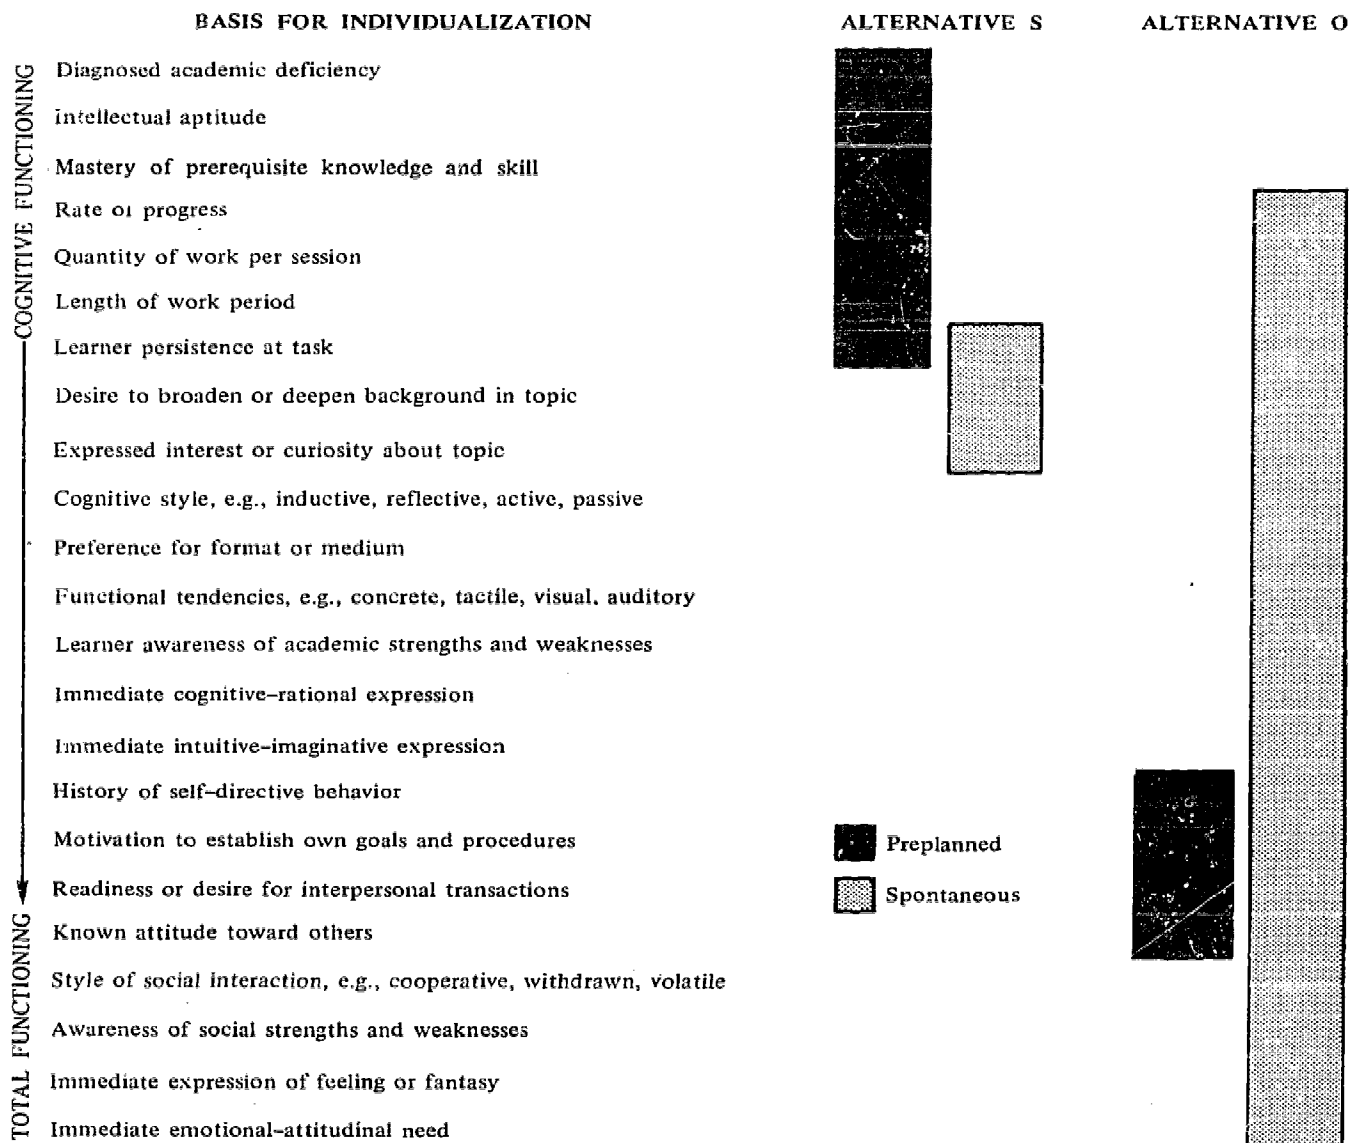 BASIS FOR INDIVIDUALIZATION ALTERNATIVE S ALTERNATIVE O
COGNITIVE FUNCTIONING
Diagnosed academic deficiency
Intellectual aptitude
Mastery of prerequisite knowledge and skill
Rate of progress
Quantity of work per session
Length of work period
Learner persistence at task
Desire to broaden or deepen background in topic
Expressed interest or curiosity about topic
Cognitive style, e.g., inductive, reflective, active, passive
Preference for format or medium
Functional tendencies, e.g., concrete, tactile, visual, auditory
Learner awareness of academic strengths and weaknesses
Immediate cognitive-rational expression
Immediate intuitive-imaginative expression
History of self-directive behavior
Motivation to establish own goals and procedures
Readiness or desire for interpersonal transactions
TOTAL FUNCTIONING
Known attitude toward others
Style of social interaction, e.g., cooperative, withdrawn, volatile
Awareness of social strengths and weaknesses
Immediate expression of feeling or fantasy
Immediate emotional-attitudinal need
Preplanned
Spontaneous